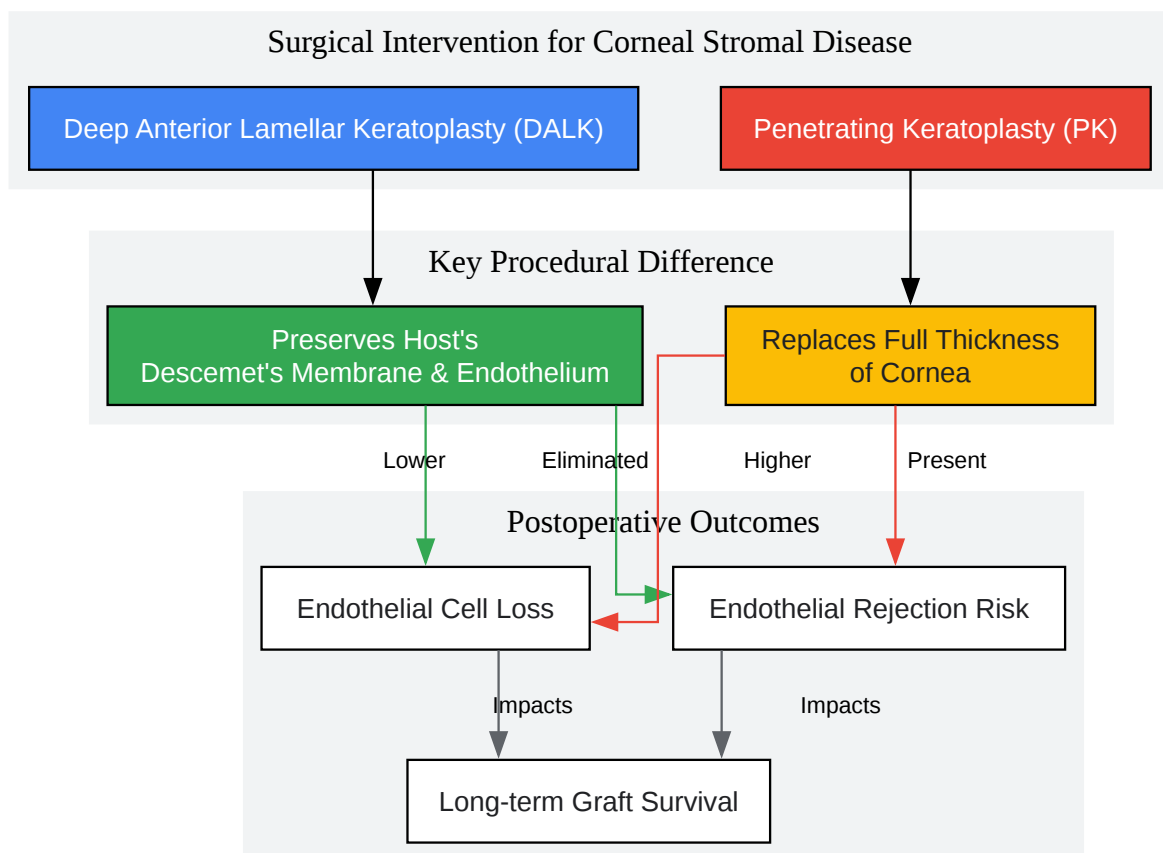 Surgical Intervention for Corneal Stromal Disease
Deep Anterior Lamellar Keratoplasty (DALK)
Penetrating Keratoplasty (PK)
Key Procedural Difference
Preserves Host's
Descemet's Membrane & Endothelium
Replaces Full Thickness
of Cornea
Lower
Eliminated
Higher
Present
Postoperative Outcomes
Endothelial Cell Loss
Endothelial Rejection Risk
Impacts
Impacts
Long-term Graft Survival